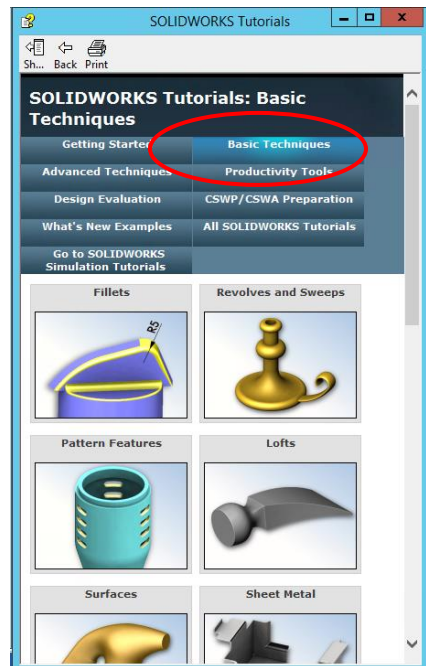 SOLIDWORKS Tutorials
Sh... Back Print
SOLIDWORKS Tutorials: Basic
Techniques
Getting Started Basic Techniques
Advanced Techniques Productivity Tools
Design Evaluation CSWP/CSWA Preparation
What's New Examples All SOLIDWORKS Tutorials
Go to SOLIDWORKS
Simulation Tutorials
Fillets Revolves and Sweeps
R5
Pattern Features Lofts
Surfaces Sheet Metal